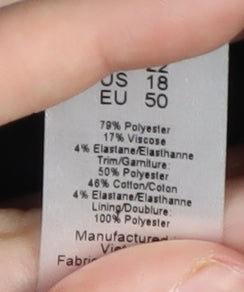 22
US 18
EU 50
79% Polyester
17% Viscose
4% Elastane/Elasthanne
Trim/Garniture:
50% Polyester
46% Cotton/Coton
4% Elastane/Elasthanne
Lining/Doublure:
100% Polyester
Manufactured